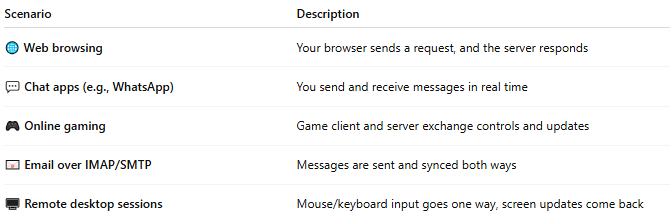 Scenario Description
🌐 Web browsing Your browser sends a request, and the server responds
💬 Chat apps (e.g., WhatsApp) You send and receive messages in real time
🎮 Online gaming Game client and server exchange controls and updates
📧 Email over IMAP/SMTP Messages are sent and synced both ways
🖥️ Remote desktop sessions Mouse/keyboard input goes one way, screen updates come back